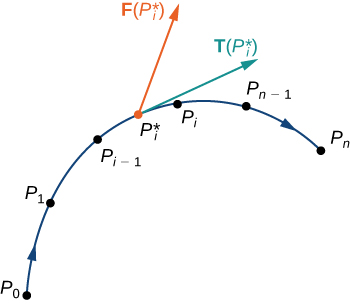 F(P*i)
T(P*i)
Pn – 1
Pi
P*i
Pn
Pi – 1
P1
P0